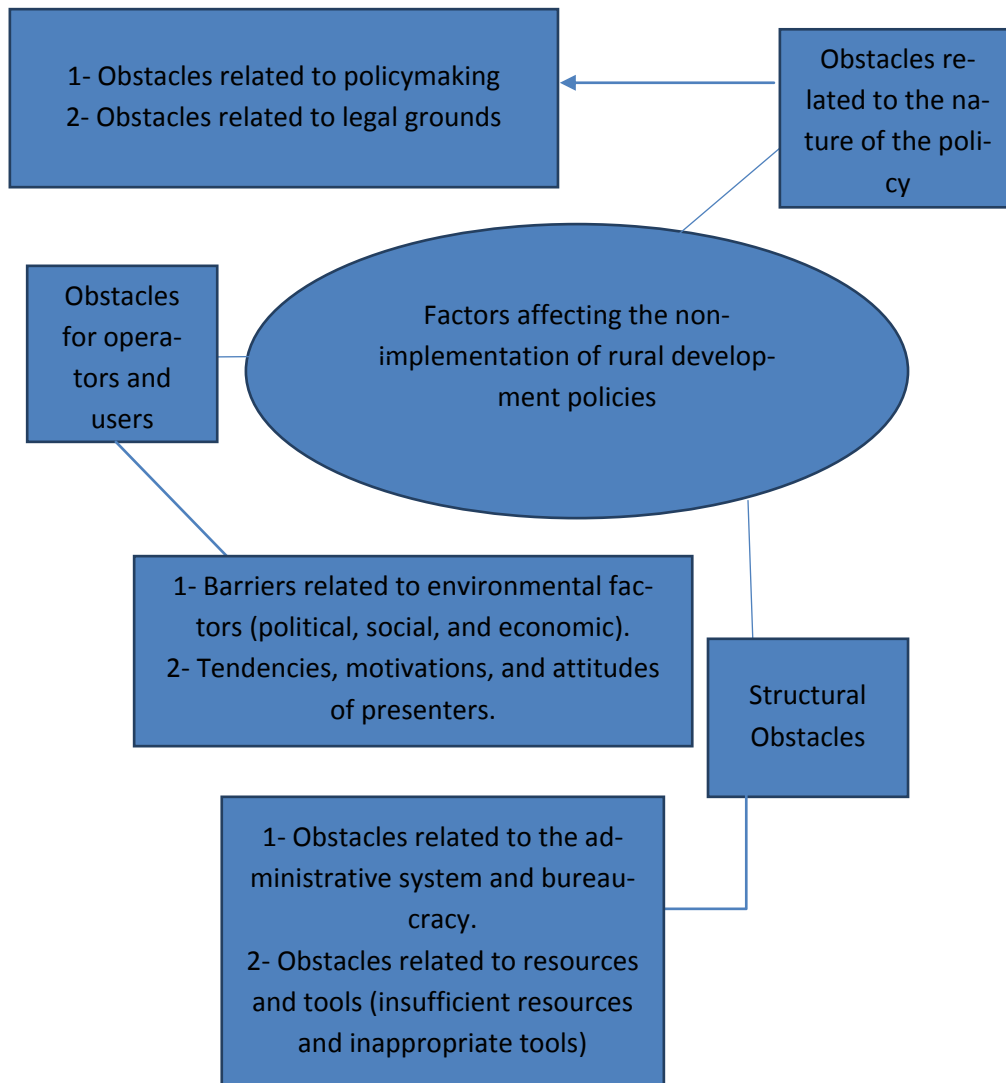 1- Obstacles related to policymaking
2- Obstacles related to legal grounds
Obstacles re-
lated to the na-
ture of the poli-
cy
Obstacles
for opera-
tors and
users
Factors affecting the non-
implementation of rural develop-
ment policies
1- Barriers related to environmental fac-
tors (political, social, and economic).
2- Tendencies, motivations, and attitudes
of presenters.
Structural
Obstacles
1- Obstacles related to the ad-
ministrative system and bureau-
cracy.
2- Obstacles related to resources
and tools (insufficient resources
and inappropriate tools)